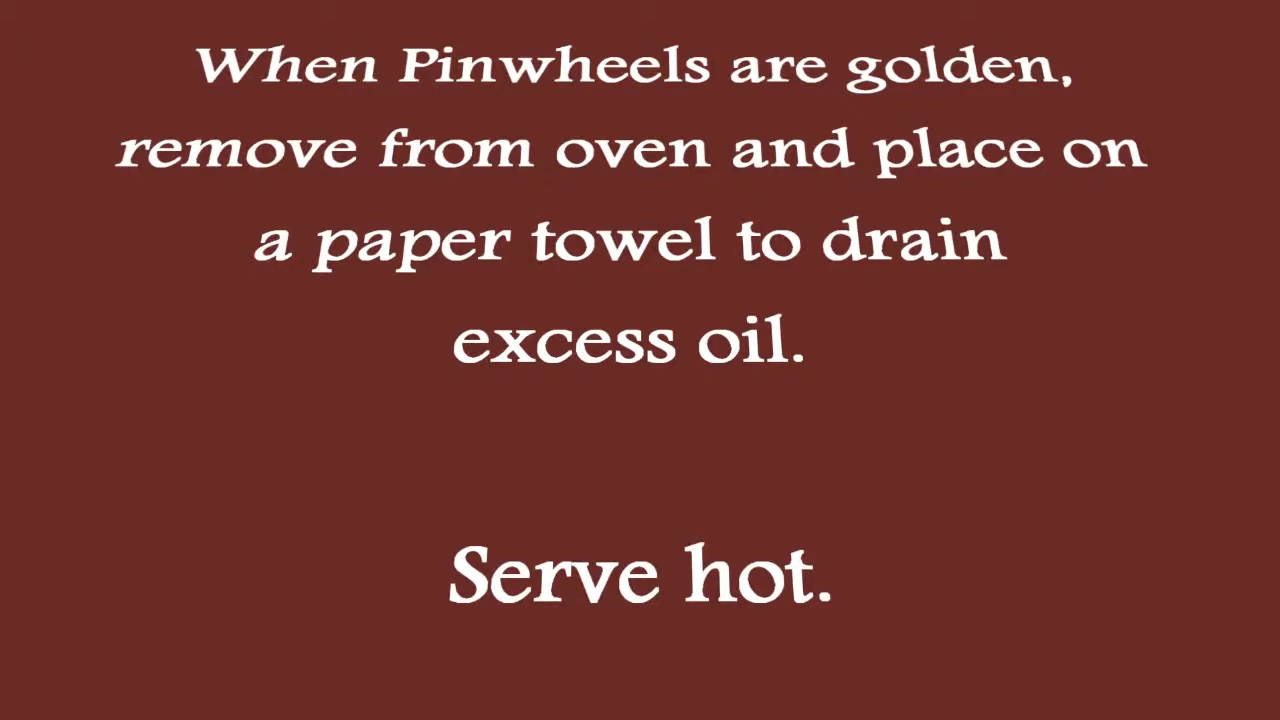 When Pinwheels are golden,
remove from oven and place on
a paper towel to drain
excess oil.
Serve hot.